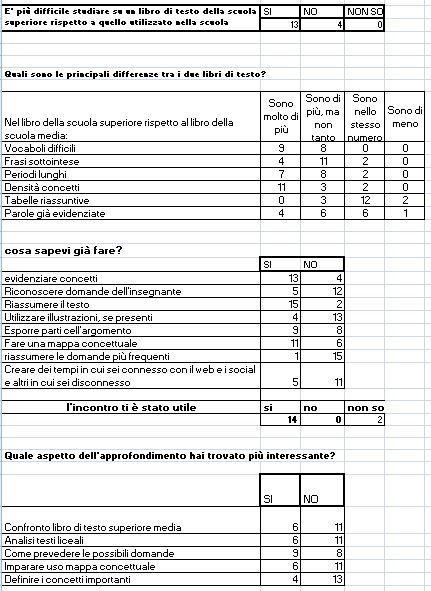 E' più difficile studiare su un libro di testo della scuola SI NO NON SO
superiore rispetto a quello utilizzato nella scuola 13 4 0
Quali sono le principali differenze tra i due libri di testo?
Nel libro della scuola superiore rispetto al libro della scuola media: Sono molto di più Sono di più, ma non tanto Sono nello stesso numero Sono di meno
Vocaboli difficili 9 8 0 0
Frasi sottointese 4 11 2 0
Periodi lunghi 7 8 2 0
Densità concetti 11 3 2 0
Tabelle riassuntive 0 3 12 2
Parole già evidenziate 4 6 6 1
cosa sapevi già fare?
SI NO
evidenziare concetti 13 4
Riconoscere domande dell'insegnante 5 12
Riassumere il testo 15 2
Utilizzare illustrazioni, se presenti 4 13
Esporre parti cell'argomento 9 8
Fare una mappa concettuale 11 6
riassumere le domande più frequenti 1 15
Creare dei tempi in cui sei connesso con il web e i social
e altri in cui sei disconnesso 5 11
l'incontro ti è stato utile si no non so
14 0 2
Quale aspetto dell'approfondimento hai trovato più interessante?
SI NO
Confronto libro di testo superiore media 6 11
Analisi testi liceali 6 11
Come prevedere le possibili domande 9 8
Imparare uso mappa concettuale 6 11
Definire i concetti importanti 4 13